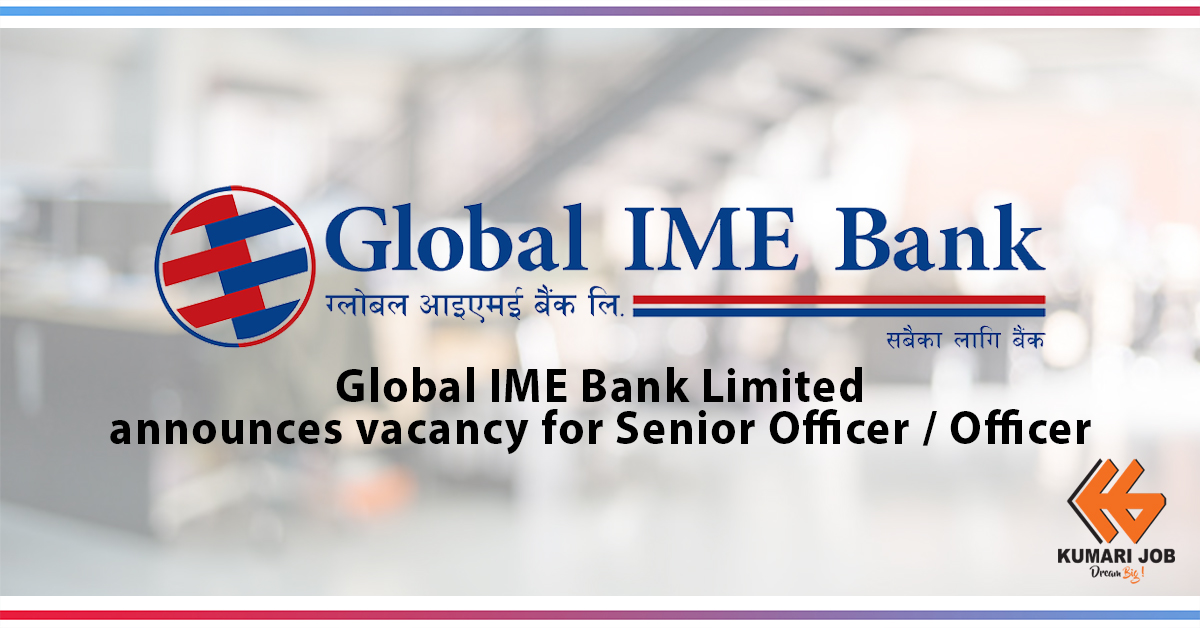 Global IME Bank
ग्लोबल आइएमई बैंक लि.
सबैका लागि बैंक
Global IME Bank Limited
announces vacancy for Senior Officer / Officer
KUMARI JOB
Dream Big !